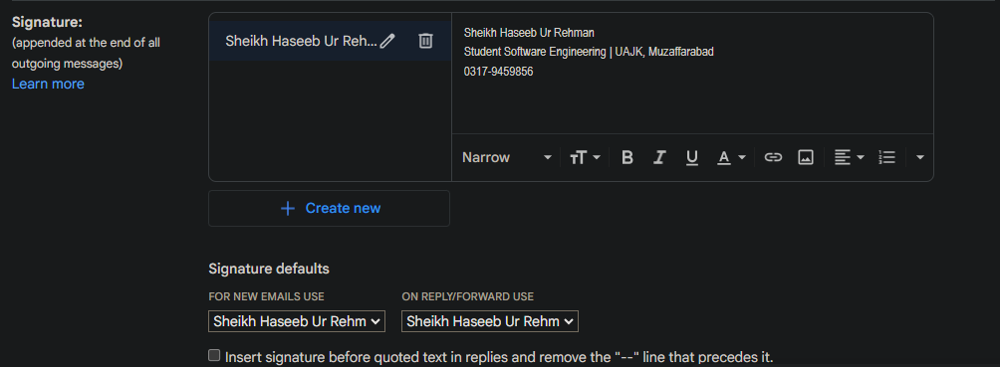 Signature:
(appended at the end of all
outgoing messages)
Learn more
Sheikh Haseeb Ur Reh...
Sheikh Haseeb Ur Rehman
Student Software Engineering | UAJK, Muzaffarabad
0317-9459856
Narrow
B I U A
Create new
Signature defaults
FOR NEW EMAILS USE
Sheikh Haseeb Ur Rehm
ON REPLY/FORWARD USE
Sheikh Haseeb Ur Rehm
Insert signature before quoted text in replies and remove the "--" line that precedes it.